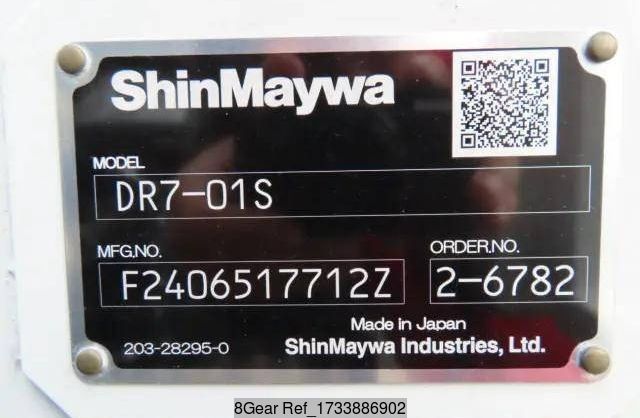 ShinMaywa
MODEL
DR7-01S
MFG.NO. ORDER.NO.
F2406517712Z 2-6782
Made in Japan
203-28295-0 ShinMaywa Industries, Ltd.
8Gear Ref_1733886902